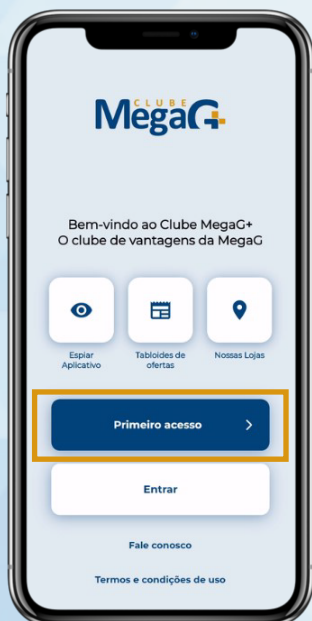 CLUBE
MegaG+
Bem-vindo ao Clube MegaG+
O clube de vantagens da MegaG
Espiar
Aplicativo
Tabloides de
ofertas
Nossas Lojas
Primeiro acesso
Entrar
Fale conosco
Termos e condições de uso